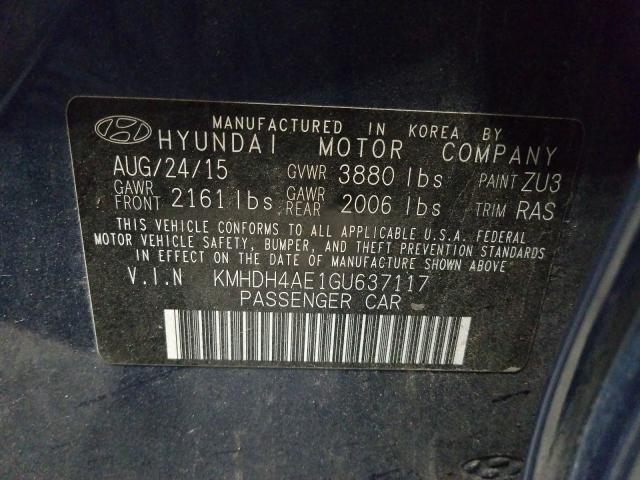 MANUFACTURED IN KOREA BY
HYUNDAI MOTOR COMPANY
AUG/24/15 GVWR 3880 lbs PAINT ZU3
GAWR FRONT 2161 lbs GAWR REAR 2006 lbs TRIM RAS
THIS VEHICLE CONFORMS TO ALL APPLICABLE U.S.A. FEDERAL
MOTOR VEHICLE SAFETY, BUMPER, AND THEFT PREVENTION STANDARDS
IN EFFECT ON THE DATE OF MANUFACTURE SHOWN ABOVE
V.I.N KMHDH4AE1GU637117
PASSENGER CAR